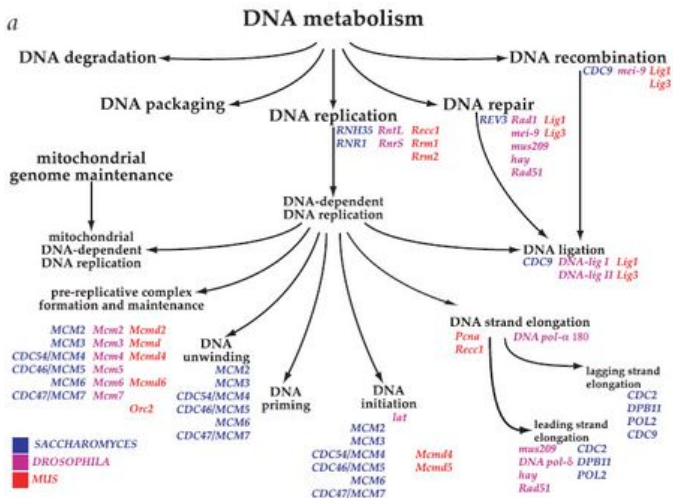 a
DNA metabolism
DNA degradation
DNA recombination
CDC9 mei-9 Lig1
Lig3
DNA packaging
DNA replication
RNH35 RntL Recc1
RNR1 RnrS Rrm1
Rrm2
DNA repair
REV3 Rad1 Lig1
mei-9 Lig3
mus209
hay
Rad51
mitochondrial
genome maintenance
DNA-dependent
DNA replication
mitochondrial
DNA-dependent
DNA replication
DNA ligation
CDC9 DNA-lig I Lig1
DNA-lig II Lig3
pre-replicative complex
formation and maintenance
MCM2 Mcm2 Mcmd2
MCM3 Mcm3 Mcmd
CDC54/MCM4 Mcm4 Mcmd4
CDC46/MCM5 Mcm5
MCM6 Mcm6 Mcmd6
CDC47/MCM7 Mcm7
Orc2
DNA
unwinding
MCM2
MCM3
CDC54/MCM4
CDC46/MCM5
MCM6
CDC47/MCM7
DNA
priming
DNA
initiation
lat
MCM2
MCM3
CDC54/MCM4 Mcmd4
CDC46/MCM5 Mcmd5
MCM6
CDC47/MCM7
DNA strand elongation
Pcna DNA pol-α 180
Recc1
lagging strand
elongation
CDC2
DPB11
POL2
CDC9
leading strand
elongation
mus209 CDC2
DNA pol-δ DPB11
hay POL2
Rad51
SACCHAROMYCES
DROSOPHILA
MUS